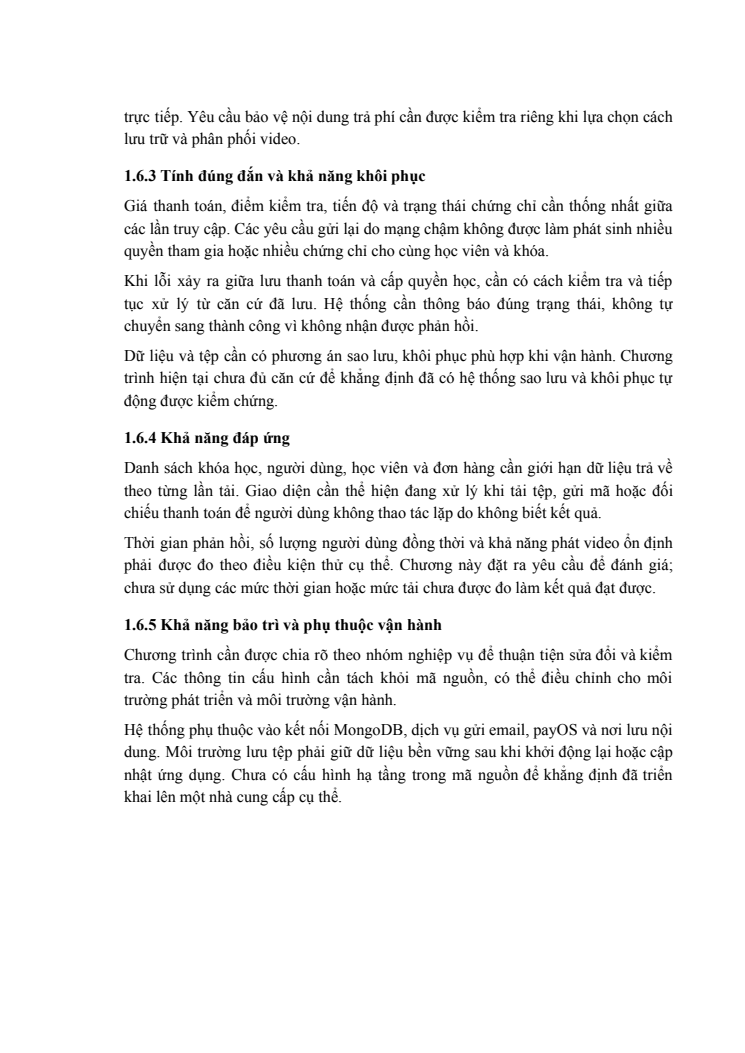 trực tiếp. Yêu cầu bảo vệ nội dung trả phí cần được kiểm tra riêng khi lựa chọn cách
lưu trữ và phân phối video.
1.6.3 Tính đúng đắn và khả năng khôi phục
Giá thanh toán, điểm kiểm tra, tiến độ và trạng thái chứng chỉ cần thống nhất giữa
các lần truy cập. Các yêu cầu gửi lại do mạng chậm không được làm phát sinh nhiều
quyền tham gia hoặc nhiều chứng chỉ cho cùng học viên và khóa.
Khi lỗi xảy ra giữa lưu thanh toán và cấp quyền học, cần có cách kiểm tra và tiếp
tục xử lý từ căn cứ đã lưu. Hệ thống cần thông báo đúng trạng thái, không tự
chuyển sang thành công vì không nhận được phản hồi.
Dữ liệu và tệp cần có phương án sao lưu, khôi phục phù hợp khi vận hành. Chương
trình hiện tại chưa đủ căn cứ để khẳng định đã có hệ thống sao lưu và khôi phục tự
động được kiểm chứng.
1.6.4 Khả năng đáp ứng
Danh sách khóa học, người dùng, học viên và đơn hàng cần giới hạn dữ liệu trả về
theo từng lần tải. Giao diện cần thể hiện đang xử lý khi tải tệp, gửi mã hoặc đối
chiếu thanh toán để người dùng không thao tác lặp do không biết kết quả.
Thời gian phản hồi, số lượng người dùng đồng thời và khả năng phát video ổn định
phải được đo theo điều kiện thử cụ thể. Chương này đặt ra yêu cầu để đánh giá;
chưa sử dụng các mức thời gian hoặc mức tải chưa được đo làm kết quả đạt được.
1.6.5 Khả năng bảo trì và phụ thuộc vận hành
Chương trình cần được chia rõ theo nhóm nghiệp vụ để thuận tiện sửa đổi và kiểm
tra. Các thông tin cấu hình cần tách khỏi mã nguồn, có thể điều chỉnh cho môi
trường phát triển và môi trường vận hành.
Hệ thống phụ thuộc vào kết nối MongoDB, dịch vụ gửi email, payOS và nơi lưu nội
dung. Môi trường lưu tệp phải giữ dữ liệu bền vững sau khi khởi động lại hoặc cập
nhật ứng dụng. Chưa có cấu hình hạ tầng trong mã nguồn để khẳng định đã triển
khai lên một nhà cung cấp cụ thể.